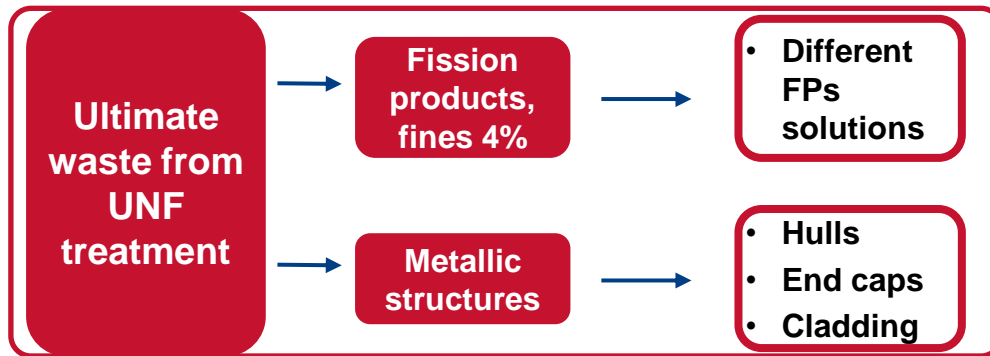 Ultimate
waste from
UNF
treatment
Fission
products,
fines 4%
• Different
FPs
solutions
Metallic
structures
• Hulls
• End caps
• Cladding